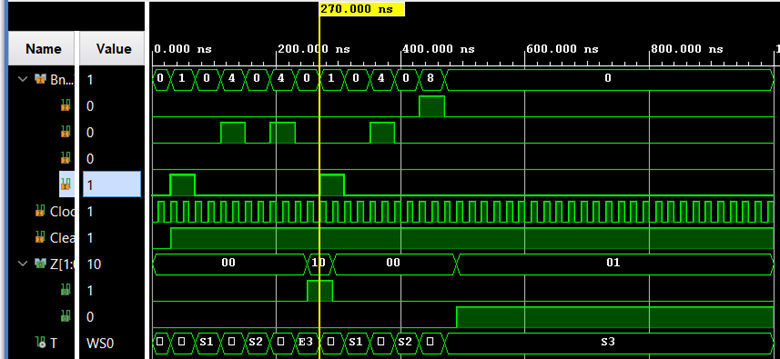 270.000 ns
Name Value 0.000 ns 200.000 ns 400.000 ns 600.000 ns 800.000 ns 1
Bn... 1 0 1 0 4 0 4 0 1 0 4 0 8 0
0
0
0
1
Cloc 1
Clea 1
Z[1:0 10 00 10 00 01
1
0
T WS0 S1 S2 E3 S1 S2 S3